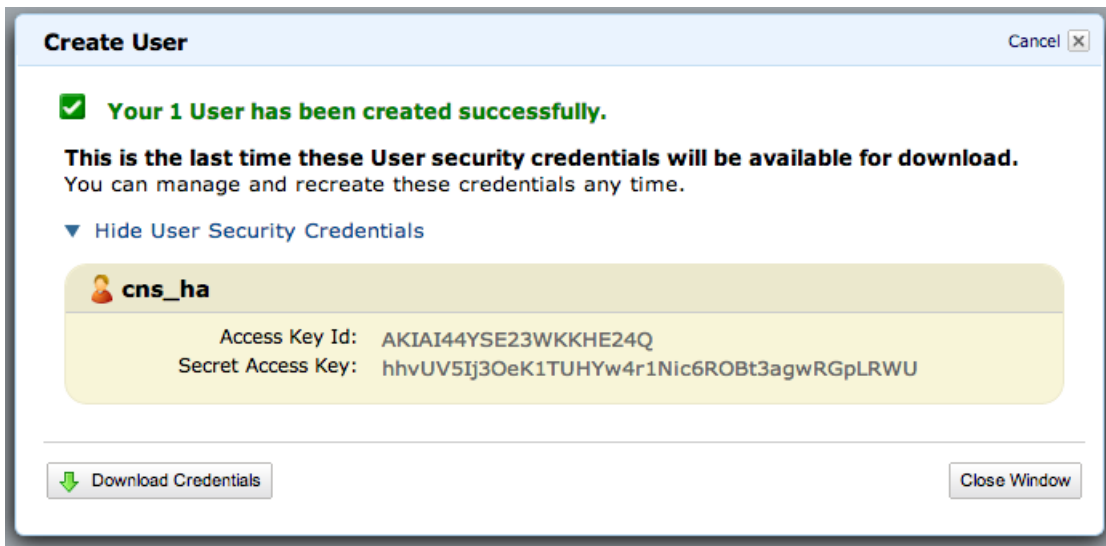 Create User
Cancel
Your 1 User has been created successfully.
This is the last time these User security credentials will be available for download.
You can manage and recreate these credentials any time.
Hide User Security Credentials
cns_ha
Access Key Id: AKIAI44YSE23WKKHE24Q
Secret Access Key: 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
Download Credentials
Close Window